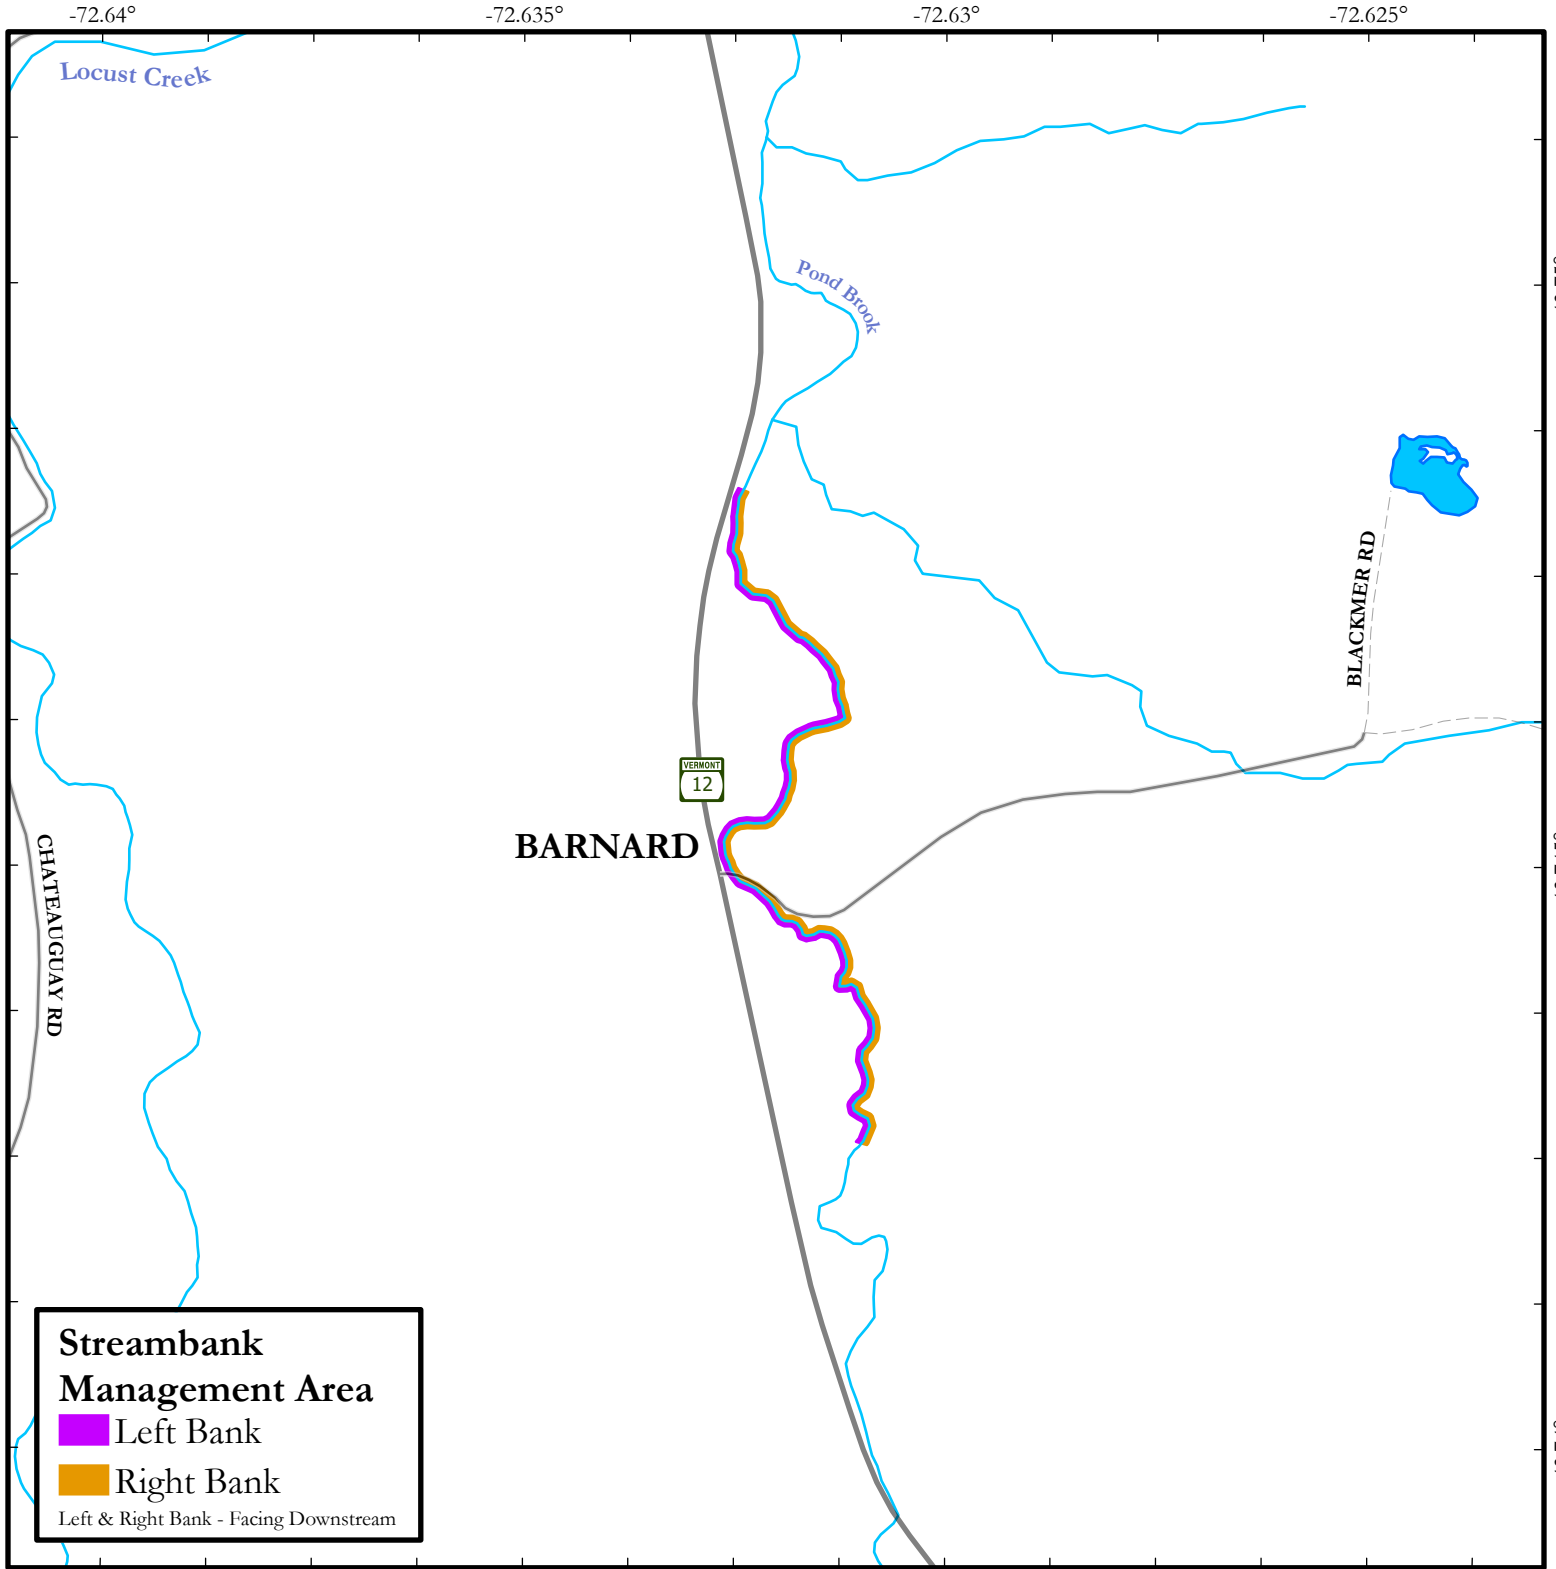 -72.64°
-72.635°
-72.63°
-72.625°
Locust Creek
Pond Brook
BLACKMER RD
VERMONT
12
BARNARD
CHATEAUGUAY RD
Streambank
Management Area
Left Bank
Right Bank
Left & Right Bank - Facing Downstream